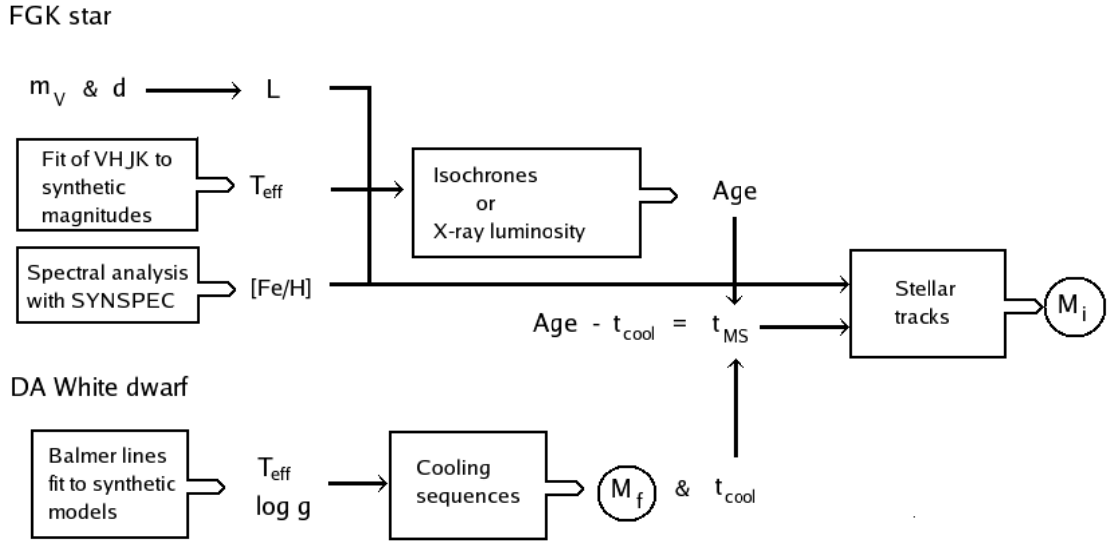 FGK star
m_V & d L
Fit of VHJK to
synthetic
magnitudes
T_eff
Isochrones
or
X-ray luminosity
Age
Spectral analysis
with SYNSPEC
[Fe/H]
Stellar
tracks
M_i
Age - t_cool = t_MS
DA White dwarf
Balmer lines
fit to synthetic
models
T_eff
log g
Cooling
sequences
M_f & t_cool